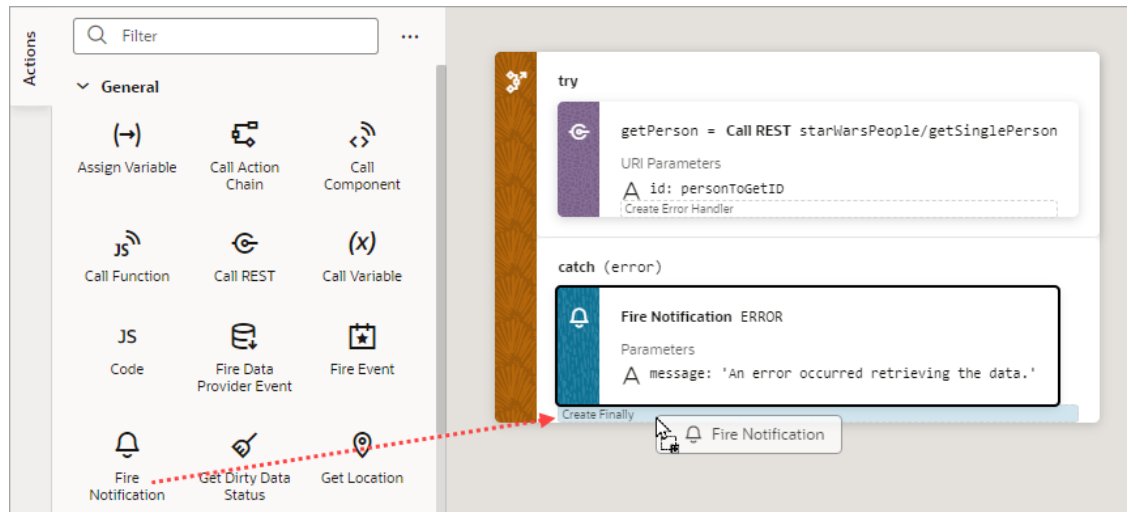 Actions
Filter
...
General
(→)
Assign Variable
Call Action
Chain
Call
Component
JS
Call Function
Call REST
(x)
Call Variable
JS
Code
Fire Data
Provider Event
Fire Event
Fire
Notification
Get Dirty Data
Status
Get Location
try
getPerson = Call REST starWarsPeople/getSinglePerson
URI Parameters
A id: personToGetID
Create Error Handler
catch (error)
Fire Notification ERROR
Parameters
A message: 'An error occurred retrieving the data.'
Create Finally
Fire Notification